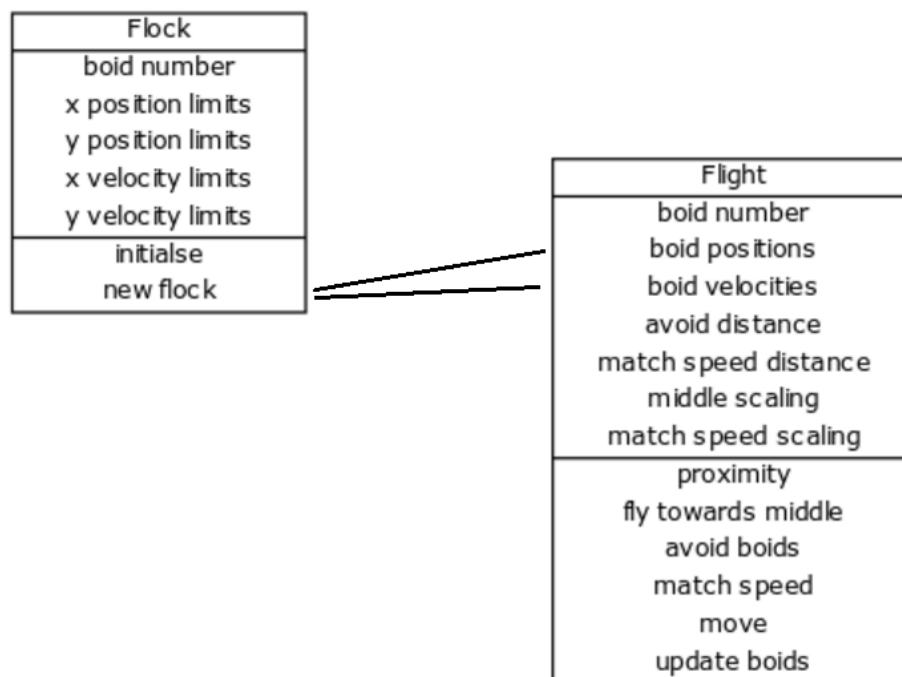 Flock
boid number
x position limits
y position limits
x velocity limits
y velocity limits
initialse
new flock
Flight
boid number
boid positions
boid velocities
avoid distance
match speed distance
middle scaling
match speed scaling
proximity
fly towards middle
avoid boids
match speed
move
update boids